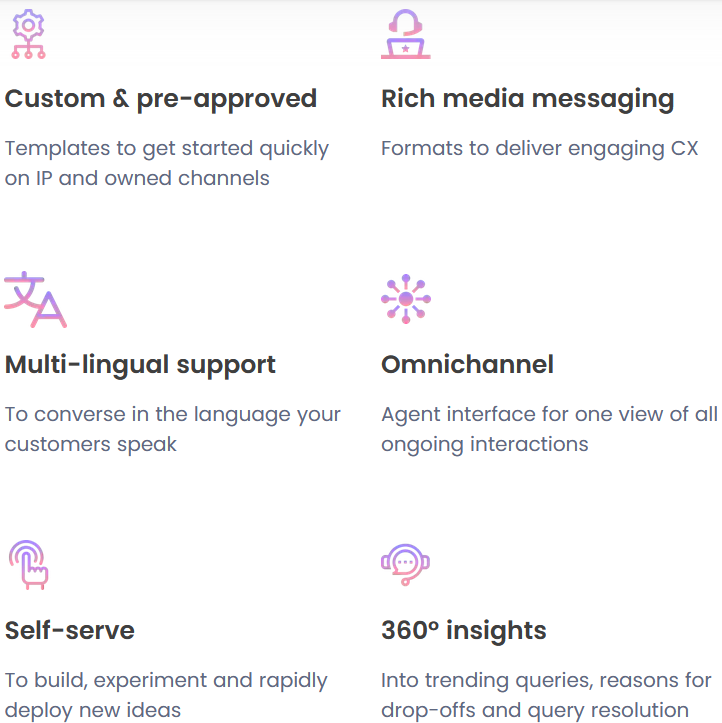 Custom & pre-approved
Templates to get started quickly
on IP and owned channels
Rich media messaging
Formats to deliver engaging CX
Multi-lingual support
To converse in the language your
customers speak
Omnichannel
Agent interface for one view of all
ongoing interactions
Self-serve
To build, experiment and rapidly
deploy new ideas
360° insights
Into trending queries, reasons for
drop-offs and query resolution